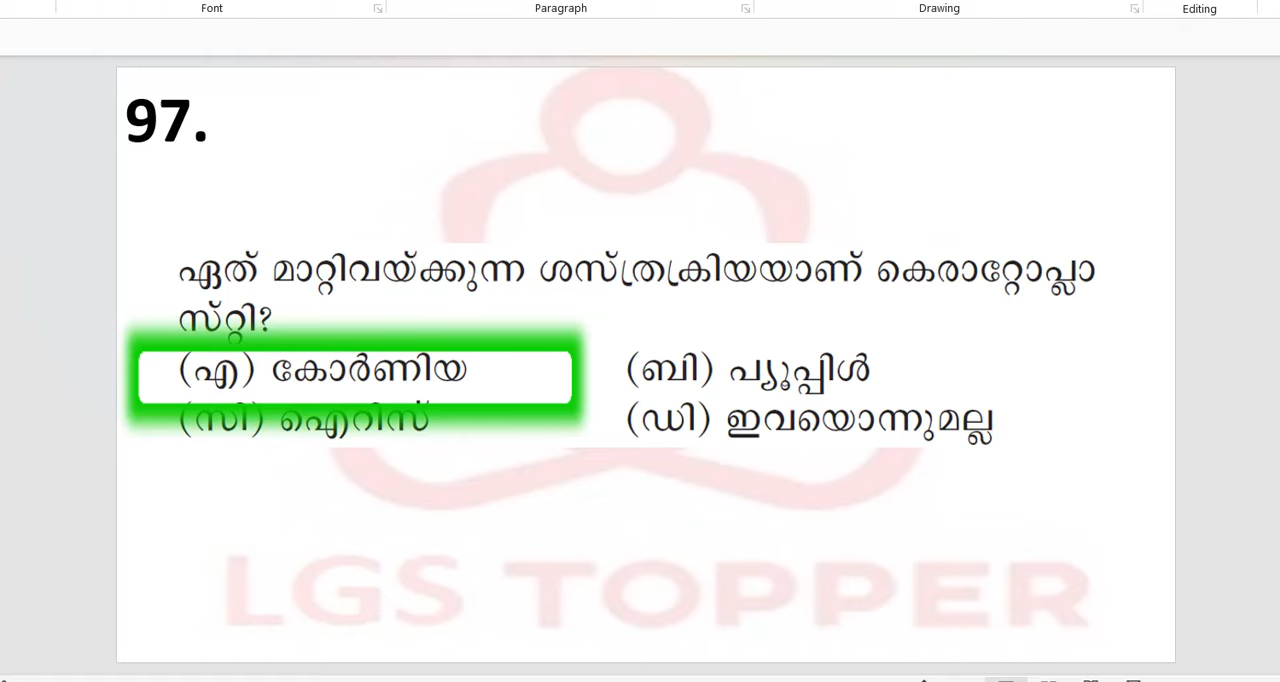 Font Paragraph Drawing Editing
97.
ഏത് മാറ്റിവയ്ക്കുന്ന ശസ്ത്രക്രിയയാണ് കെരാറ്റോപ്ലാ
സ്റ്റി?
(എ) കോർണിയ (ബി) പ്യൂപ്പിൾ
(സി) ഐറിസ് (ഡി) ഇവയൊന്നുമല്ല
LGS TOPPER